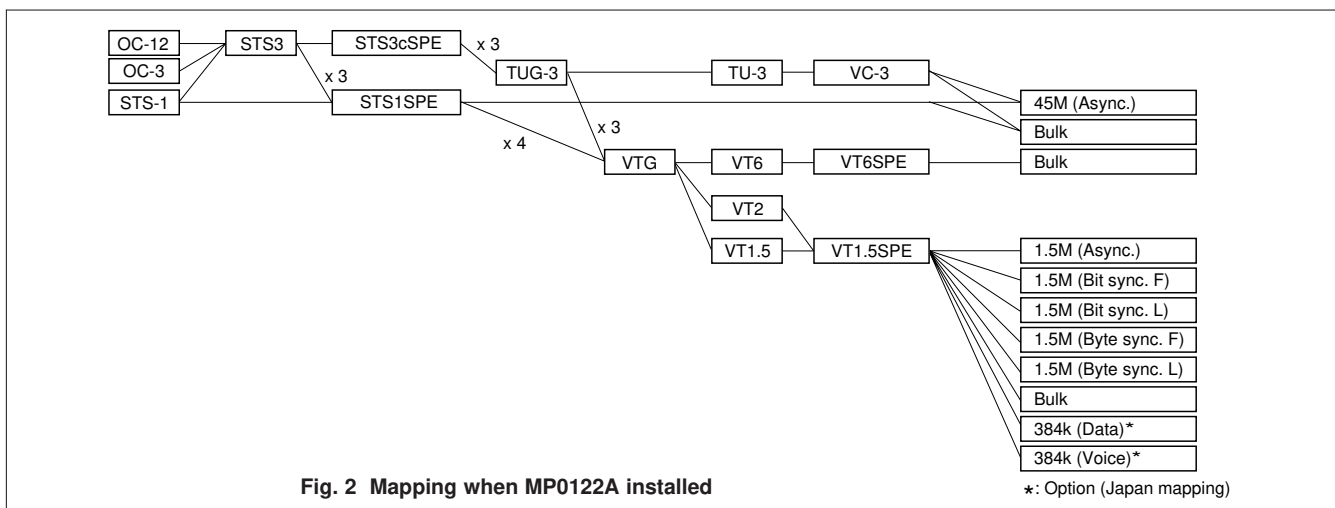 OC-12 STS3 STS3cSPE x 3
OC-3 x 3 TUG-3 TU-3 VC-3
STS-1 STS1SPE 45M (Async.)
x 4 x 3 Bulk
VTG VT6 VT6SPE Bulk
VT2
VT1.5 VT1.5SPE 1.5M (Async.)
1.5M (Bit sync. F)
1.5M (Bit sync. L)
1.5M (Byte sync. F)
1.5M (Byte sync. L)
Bulk
384k (Data)*
384k (Voice)*
Fig. 2 Mapping when MP0122A installed
*: Option (Japan mapping)